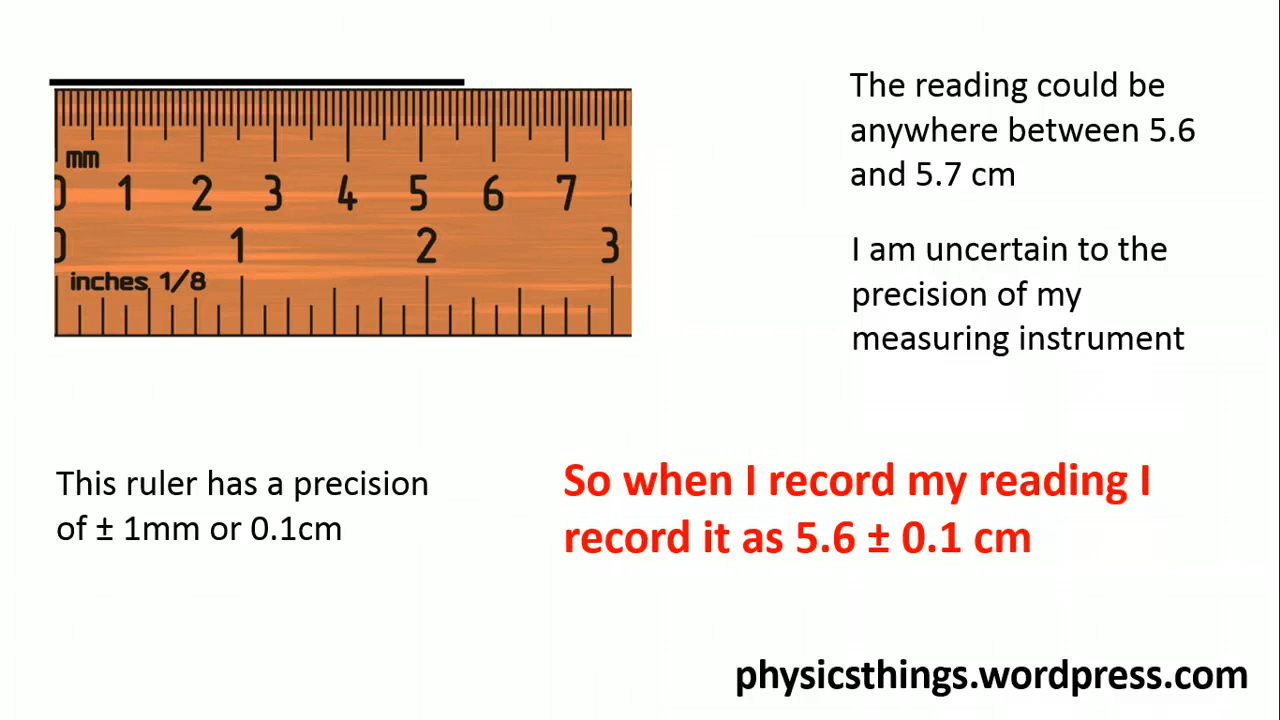 The reading could be
anywhere between 5.6
and 5.7 cm
mm
0 1 2 3 4 5 6 7
0 1 2 3
inches 1/8
I am uncertain to the
precision of my
measuring instrument
This ruler has a precision
of ± 1mm or 0.1cm
So when I record my reading I
record it as 5.6 ± 0.1 cm
physicsthings.wordpress.com